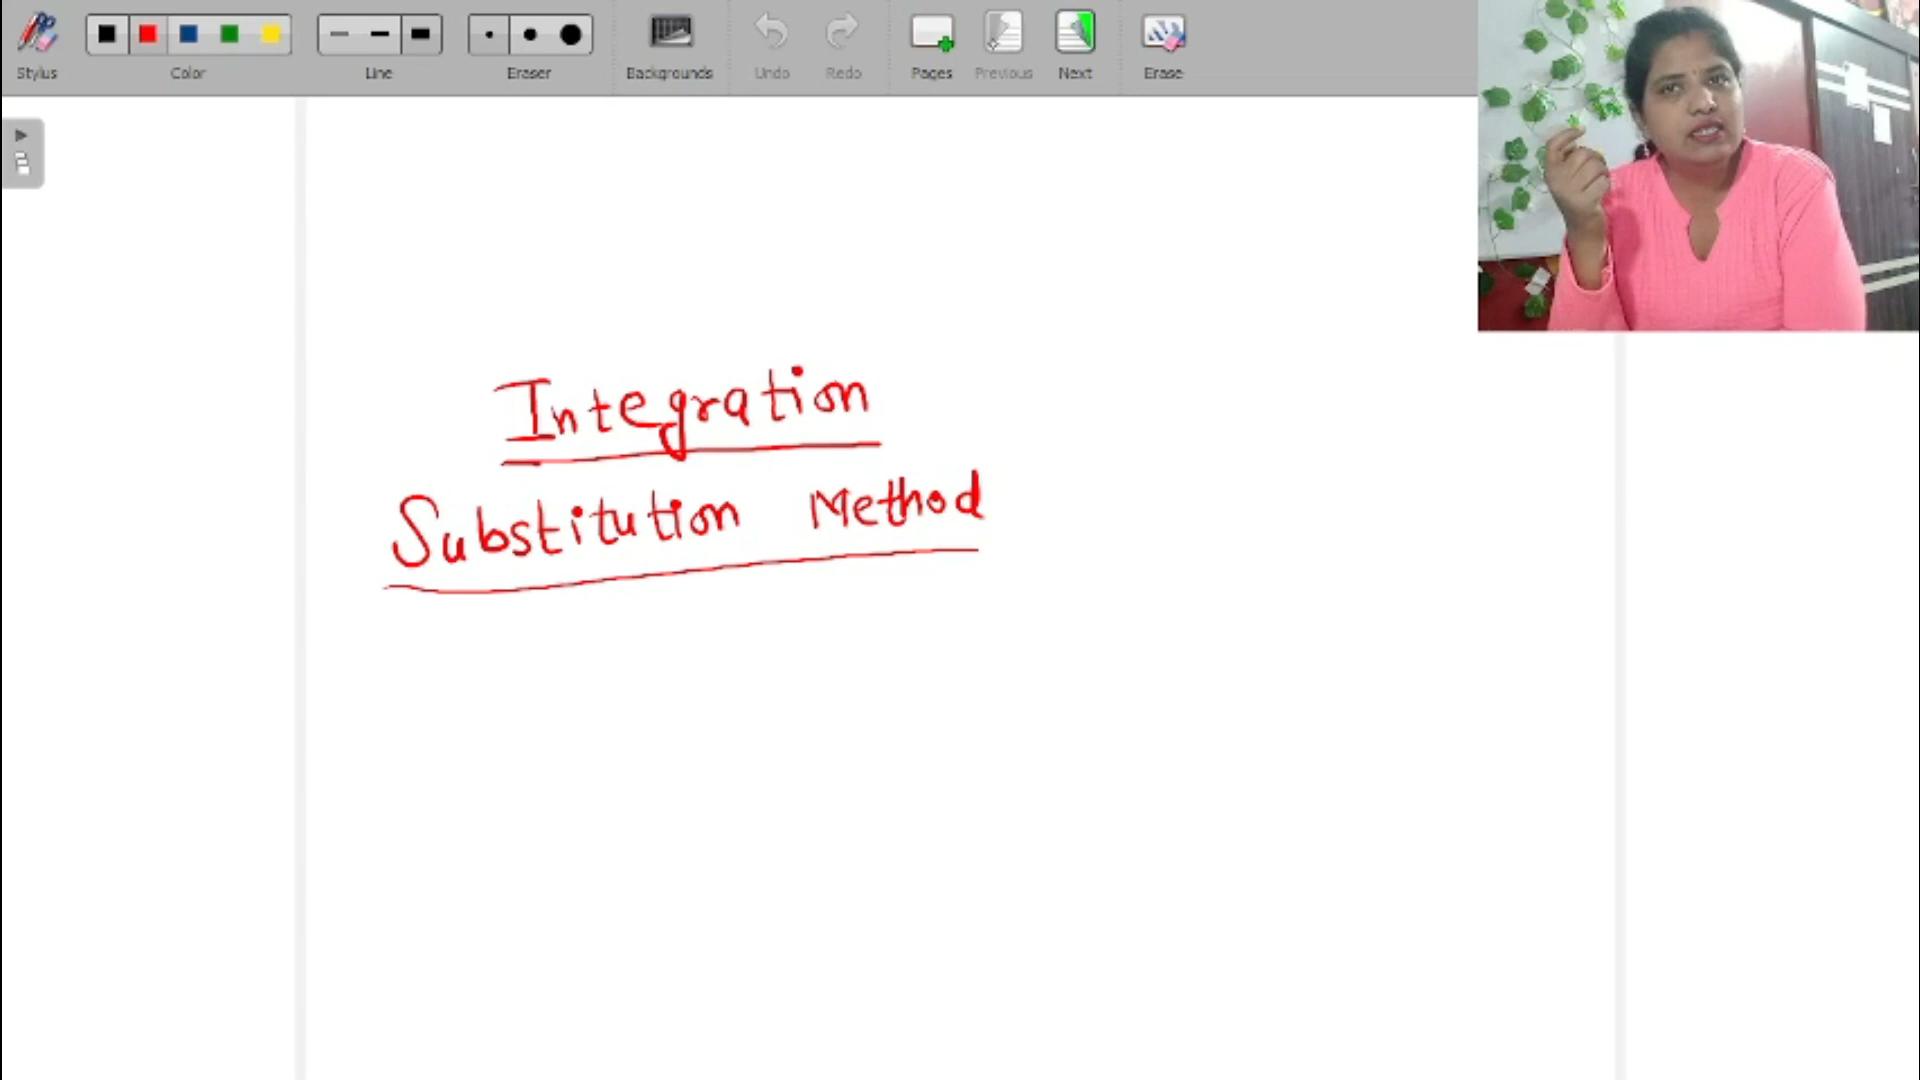 Stylus Color Line Eraser Backgrounds Undo Redo Pages Previous Next Erase
Integration
Substitution Method